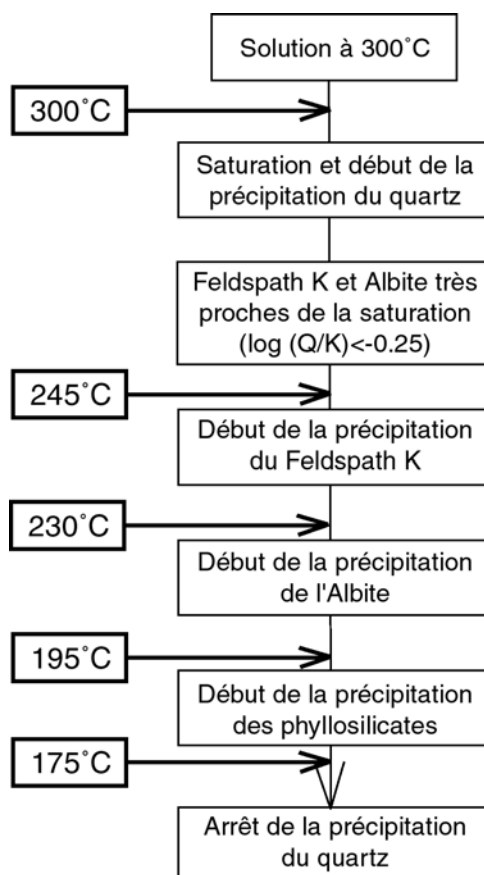 Solution à 300°C
300°C
Saturation et début de la
précipitation du quartz
Feldspath K et Albite très
proches de la saturation
(log (Q/K)<-0.25)
245°C
Début de la précipitation
du Feldspath K
230°C
Début de la précipitation
de l'Albite
195°C
Début de la précipitation
des phyllosilicates
175°C
Arrêt de la précipitation
du quartz